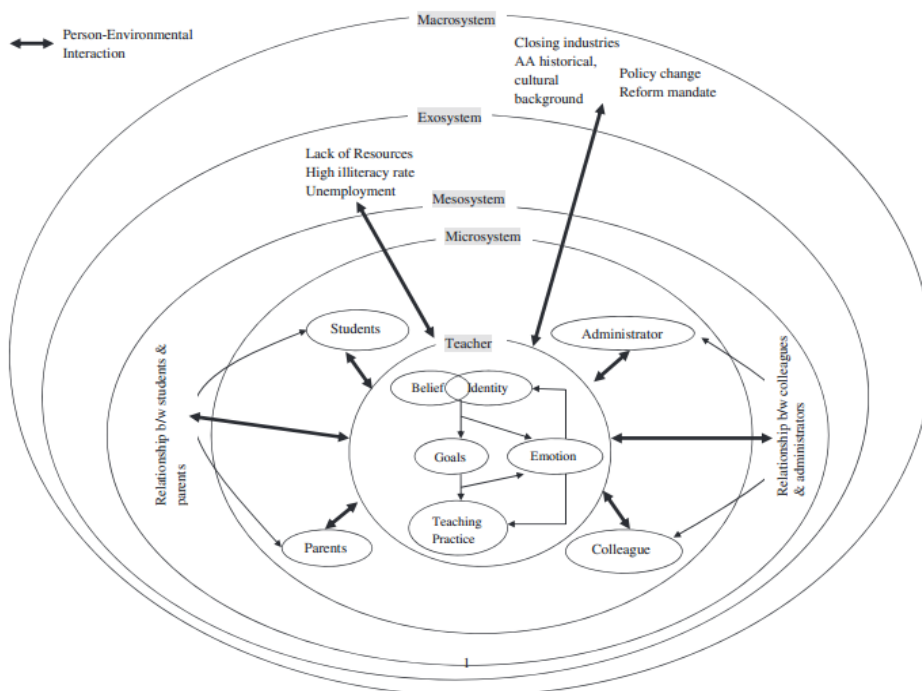 Macrosystem
Person-Environmental
Interaction
Closing industries
AA historical,
cultural
background
Policy change
Reform mandate
Exosystem
Lack of Resources
High illiteracy rate
Unemployment
Mesosystem
Microsystem
Students
Administrator
Teacher
Belief
Identity
Relationship b/w students &
parents
Relationship b/w colleagues
& administrators
Goals
Emotion
Teaching
Practice
Parents
Colleague
1